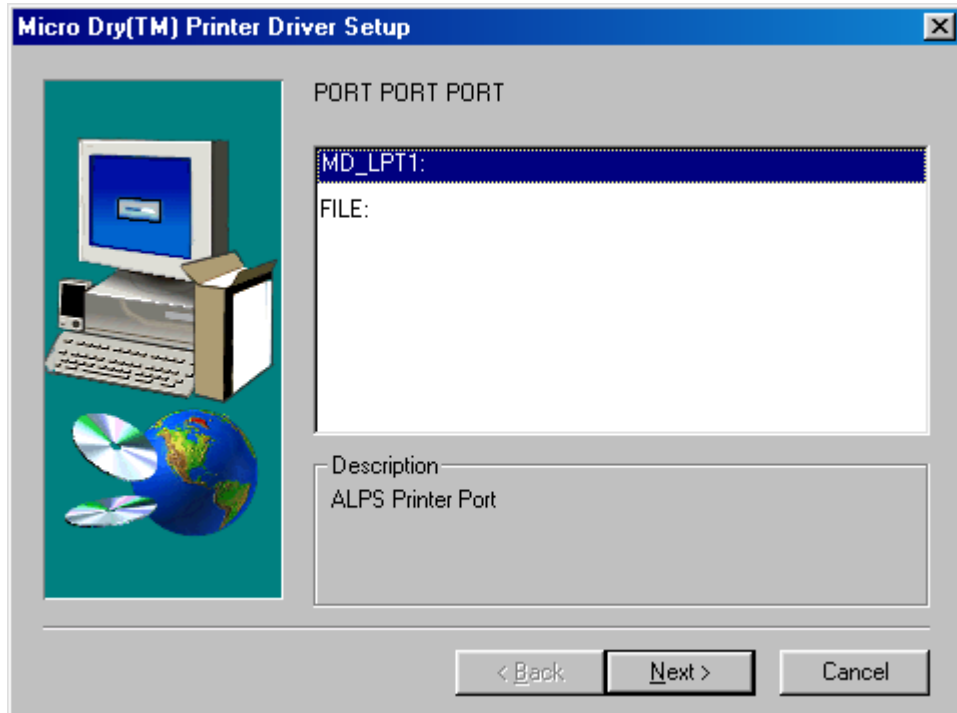 Micro Dry(TM) Printer Driver Setup
PORT PORT PORT
MD_LPT1:
FILE:
Description
ALPS Printer Port
< Back
Next >
Cancel